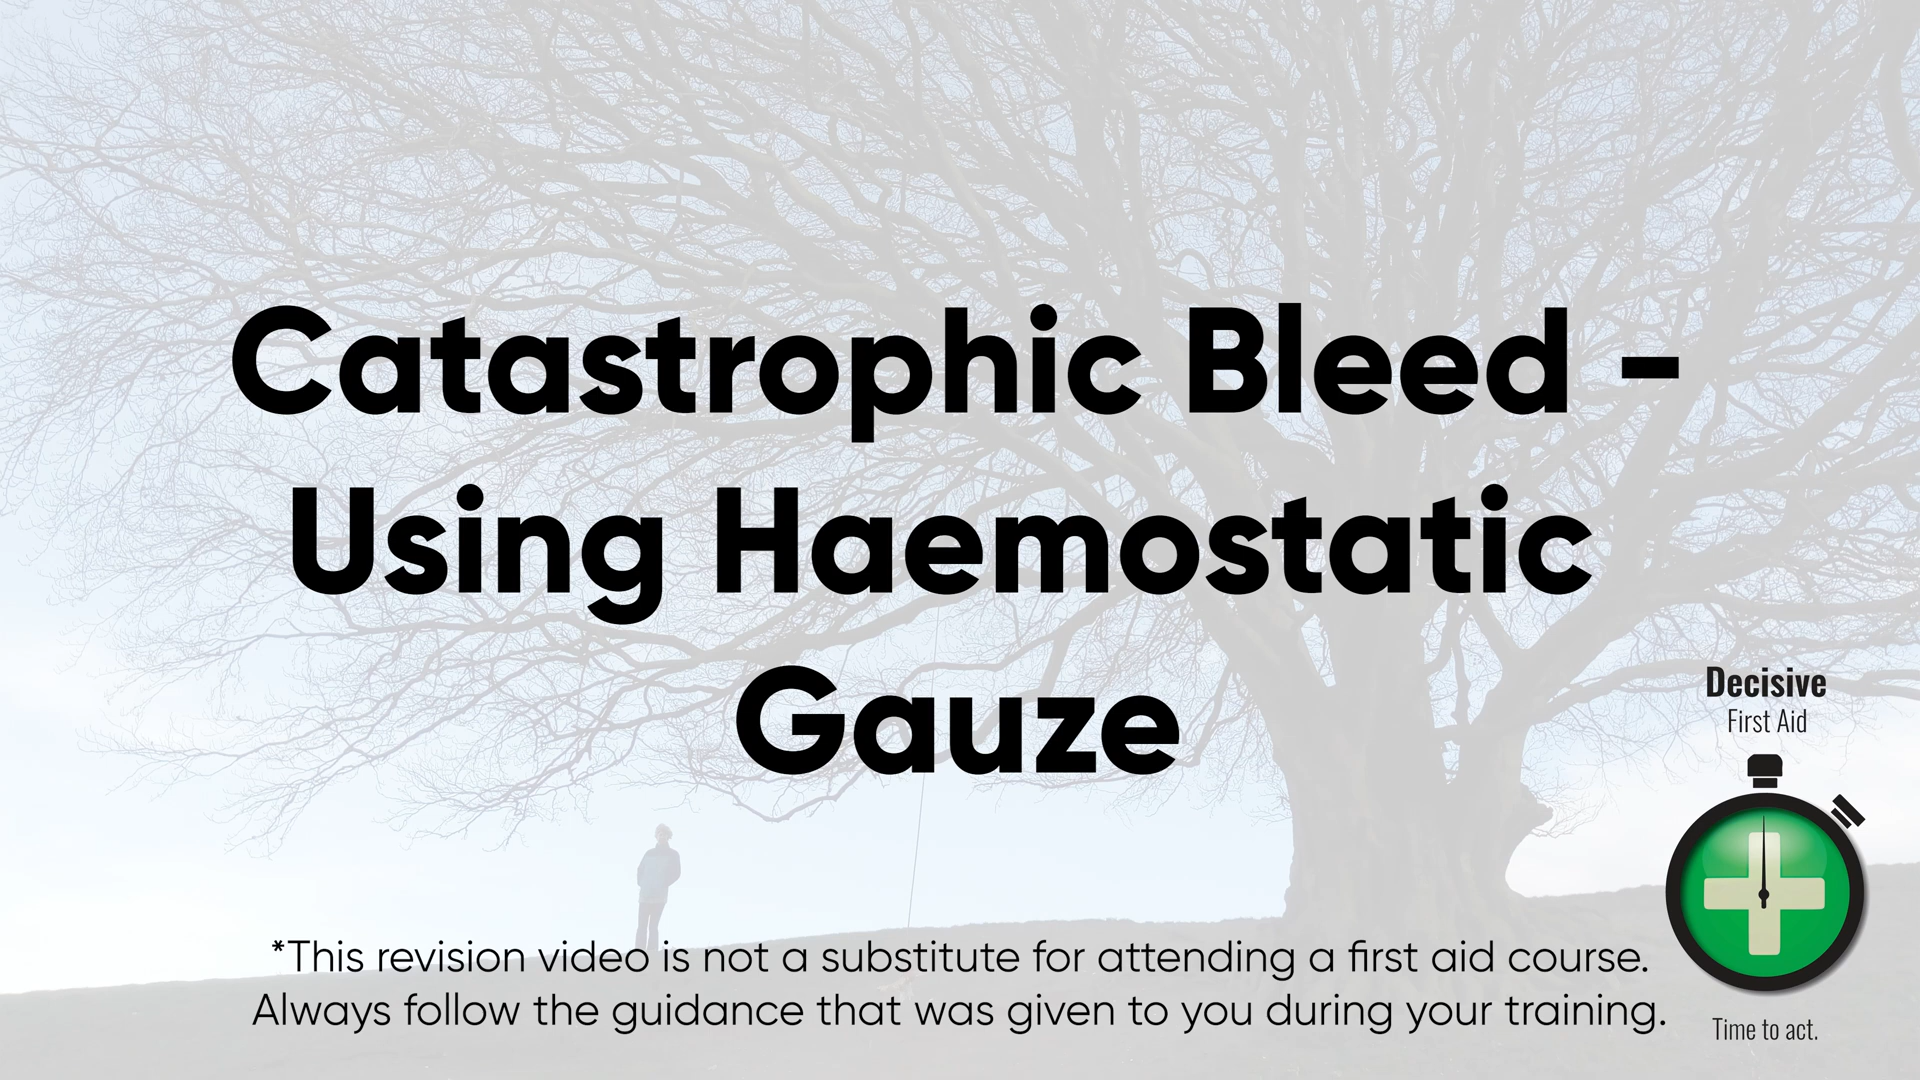 Catastrophic Bleed -
Using Haemostatic
Gauze
Decisive
First Aid
*This revision video is not a substitute for attending a first aid course.
Always follow the guidance that was given to you during your training.
Time to act.